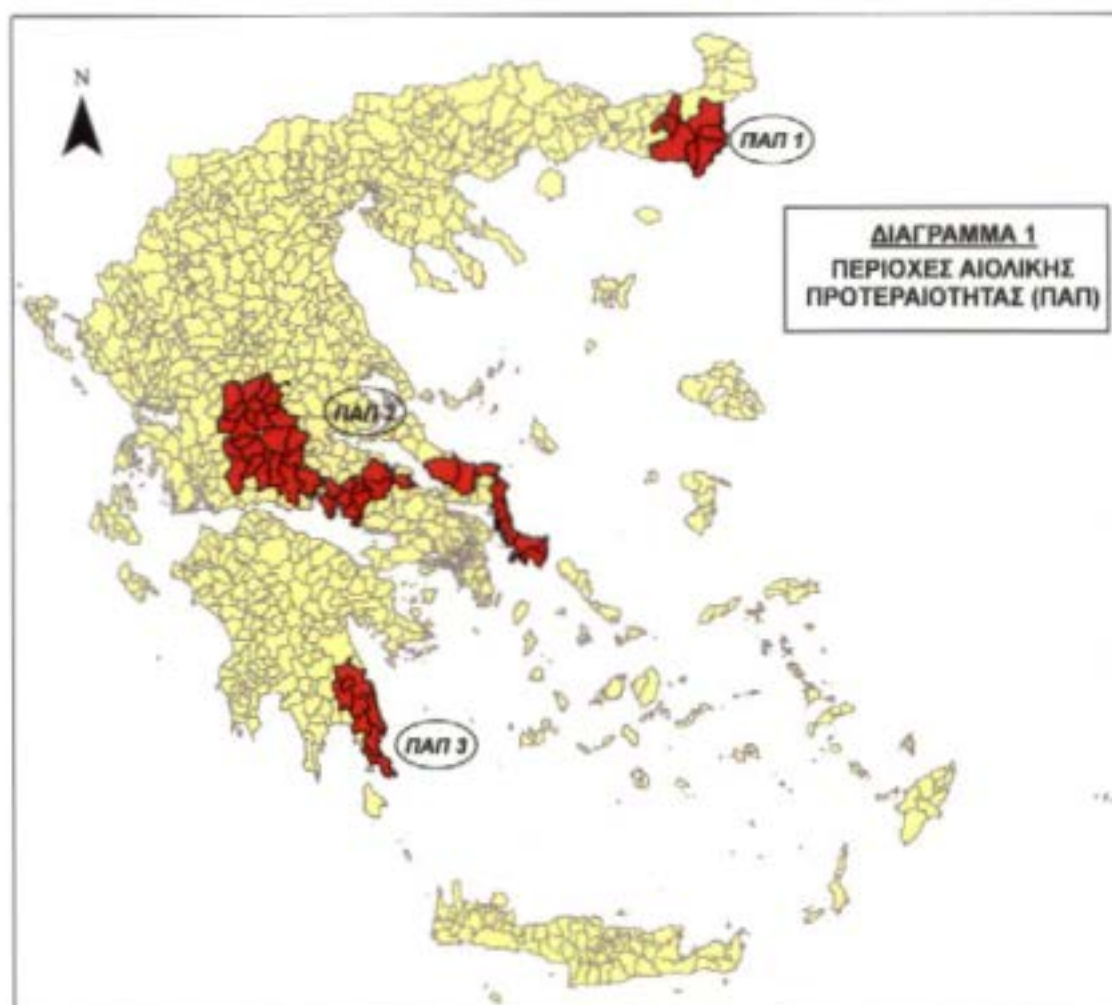 N
ΠΑΠ 1
ΔΙΑΓΡΑΜΜΑ 1
ΠΕΡΙΟΧΕΣ ΑΙΟΛΙΚΗΣ
ΠΡΟΤΕΡΑΙΟΤΗΤΑΣ (ΠΑΠ)
ΠΑΠ 2
ΠΑΠ 3